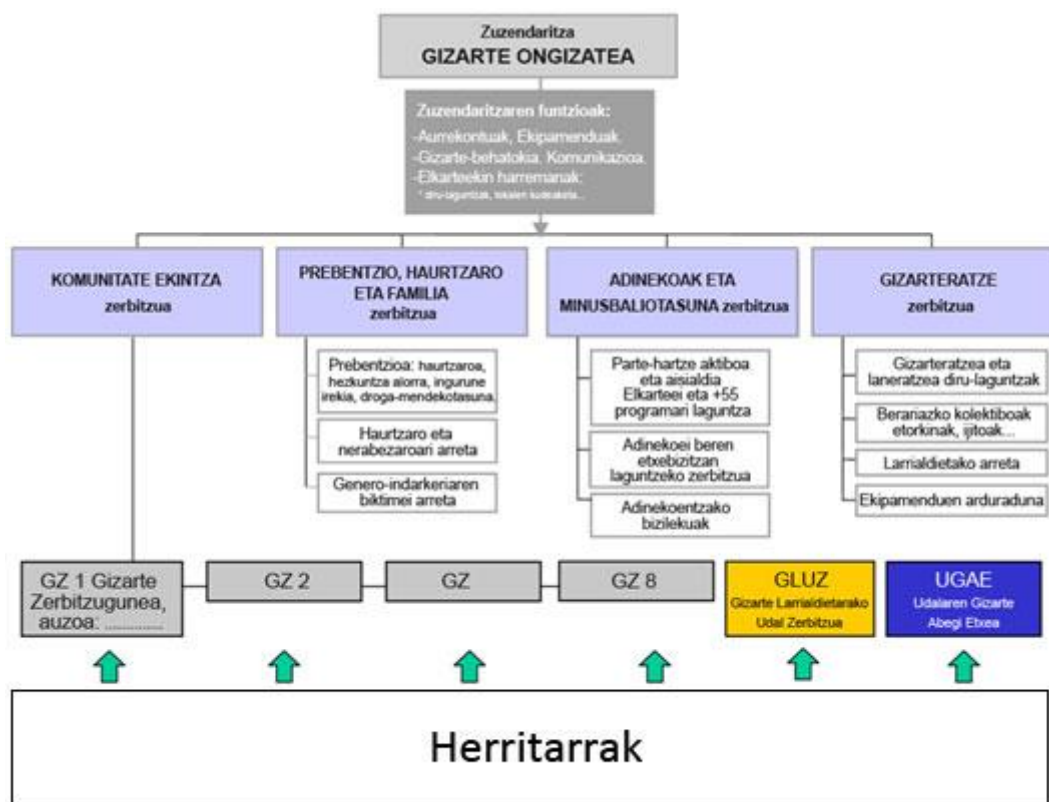 Zuzendaritza
GIZARTE ONGIZATEA
Zuzendaritzaren funtzioak:
-Aurrekontuak, Ekipamenduak.
-Gizarte-behatokia. Komunikazioa.
-Elkarteekin harremanak:
* diru-laguntzak, lokalen kudeaketa...
KOMUNITATE EKINTZA
zerbitzua
PREBENTZIO, HAURTZARO
ETA FAMILIA
zerbitzua
ADINEKOAK ETA
MINUSBALIOTASUNA zerbitzua
GIZARTERATZE
zerbitzua
Prebentzioa: haurtzaroa,
hezkuntza alorra, ingurune
irekia, droga-mendekotasuna.
Haurtzaro eta
nerabezaroari arreta
Genero-indarkeriaren
biktimei arreta
Parte-hartze aktiboa
eta aisialdia
Elkarteei eta +55
programari laguntza
Adinekoei beren
etxebizitzan
laguntzeko zerbitzua
Adinekoentzako
bizilekuak
Gizarteratzea eta
laneratzea diru-laguntzak
Berariazko kolektiboak
etorkinak, ijitoak...
Larrialdietako arreta
Ekipamenduen arduraduna
GZ 1 Gizarte
Zerbitzugunea,
auzoa: .............
GZ 2
GZ
GZ 8
GLUZ
Gizarte Larrialdietarako
Udal Zerbitzua
UGAE
Udalaren Gizarte
Abegi Etxea
Herritarrak